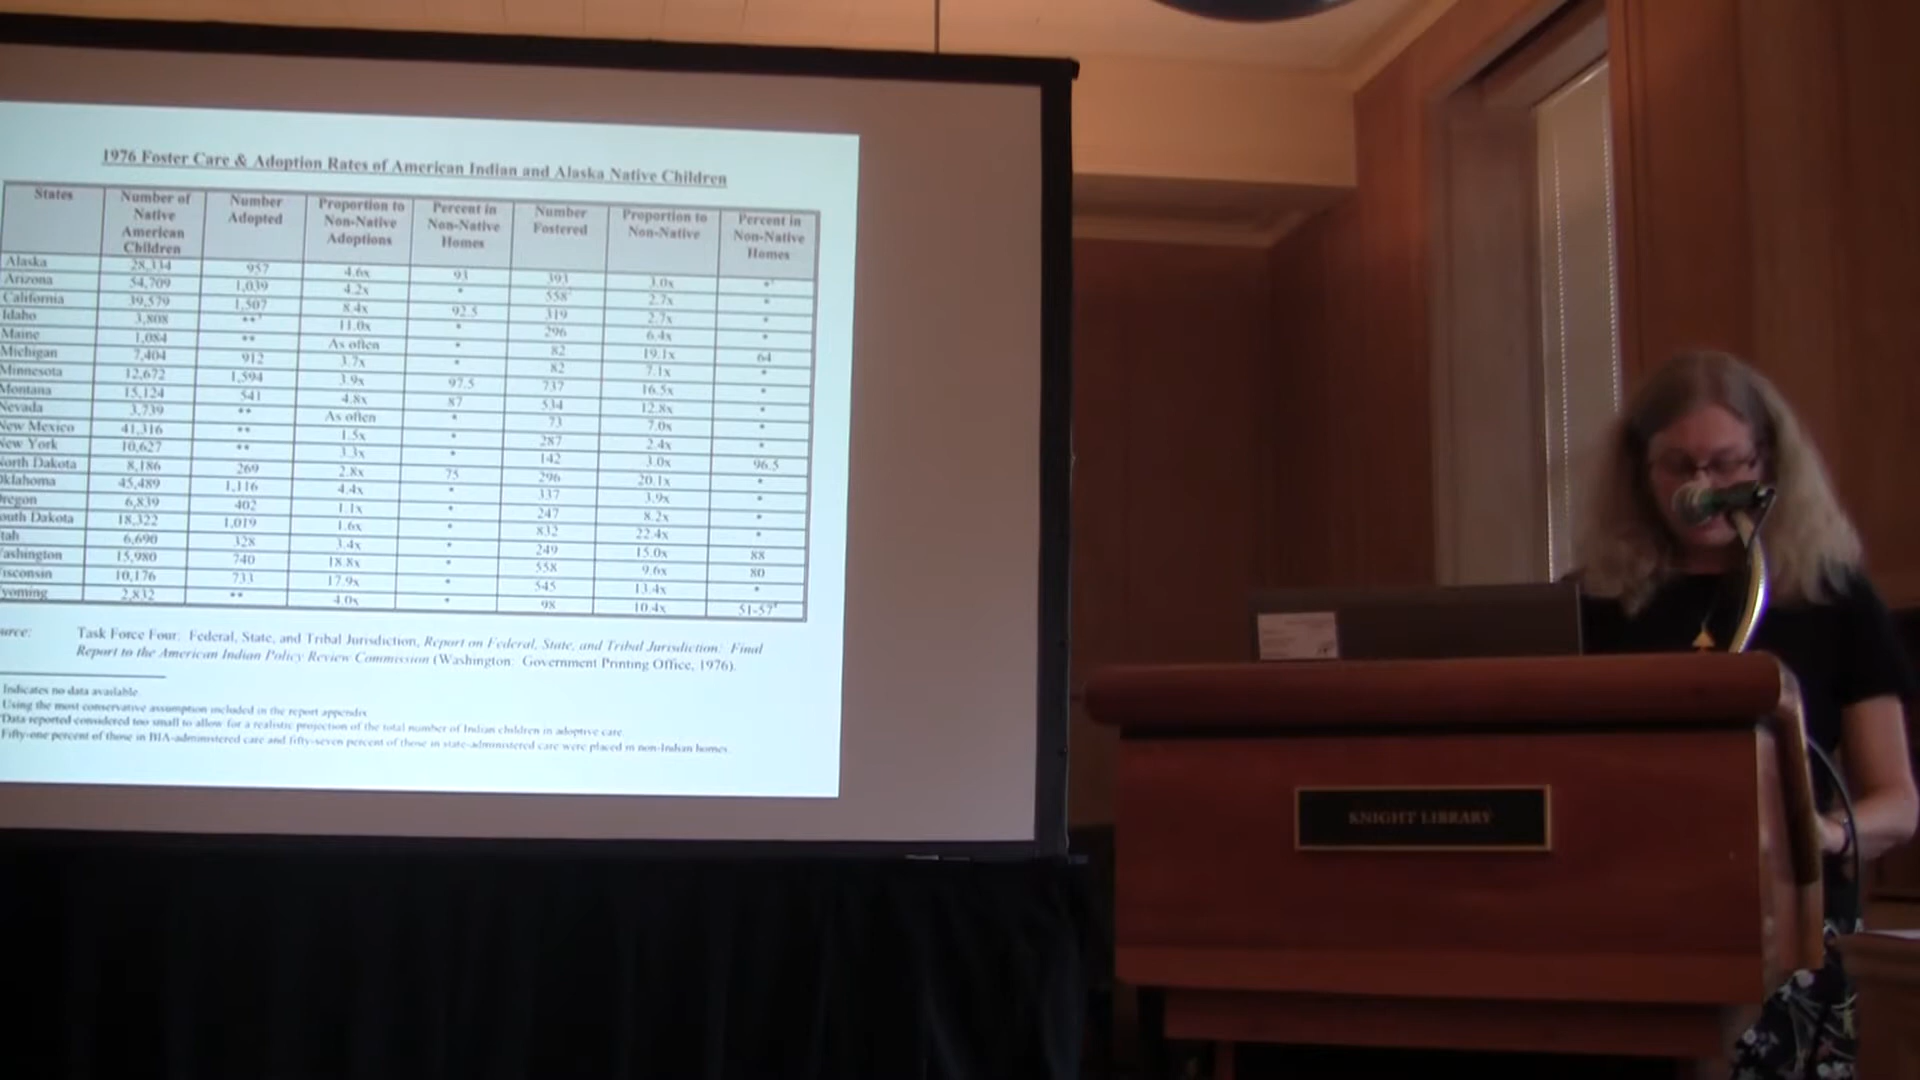 1976 Foster Care & Adoption Rates of American Indian and Alaska Native Children
States Number of Native American Children Number Adopted Proportion to Non-Native Adoptions Percent in Non-Native Homes Number Fostered Proportion to Non-Native Percent in Non-Native Homes
Alaska 28,334 957 4.6x 93 393 3.0x *
Arizona 54,709 1,039 4.2x * 558 2.7x *
California 39,579 1,507 8.4x 92.5 319 2.7x *
Idaho 3,808 ** 11.0x * 296 6.4x *
Maine 1,084 ** As often * 82 19.1x 64
Michigan 7,404 912 3.7x * 82 7.1x *
Minnesota 12,672 1,594 3.9x 97.5 737 16.5x *
Montana 15,124 541 4.8x 87 534 12.8x *
Nevada 3,739 ** As often * 73 7.0x *
New Mexico 41,316 ** 1.5x * 287 2.4x *
New York 10,627 ** 3.3x * 142 3.0x 96.5
orth Dakota 8,186 269 2.8x 75 296 20.1x *
klahoma 45,489 1,116 4.4x * 337 3.9x *
regon 6,839 402 1.1x * 247 8.2x *
outh Dakota 18,322 1,019 1.6x * 832 22.4x *
tah 6,690 328 3.4x * 249 15.0x 88
ashington 15,980 740 18.8x * 558 9.6x 80
isconsin 10,176 733 17.9x * 545 13.4x *
yoming 2,832 ** 4.0x * 98 10.4x 51-57
urce: Task Force Four: Federal, State, and Tribal Jurisdiction, Report on Federal, State, and Tribal Jurisdiction: Final
Report to the American Indian Policy Review Commission (Washington: Government Printing Office, 1976).
Indicates no data available
Using the most conservative assumption included in the report appendix
Data reported considered too small to allow for a realistic projection of the total number of Indian children in adoptive care.
Fifty-one percent of those in BIA-administered care and fifty-seven percent of those in state-administered care were placed in non-Indian homes.
KNIGHT LIBRARY